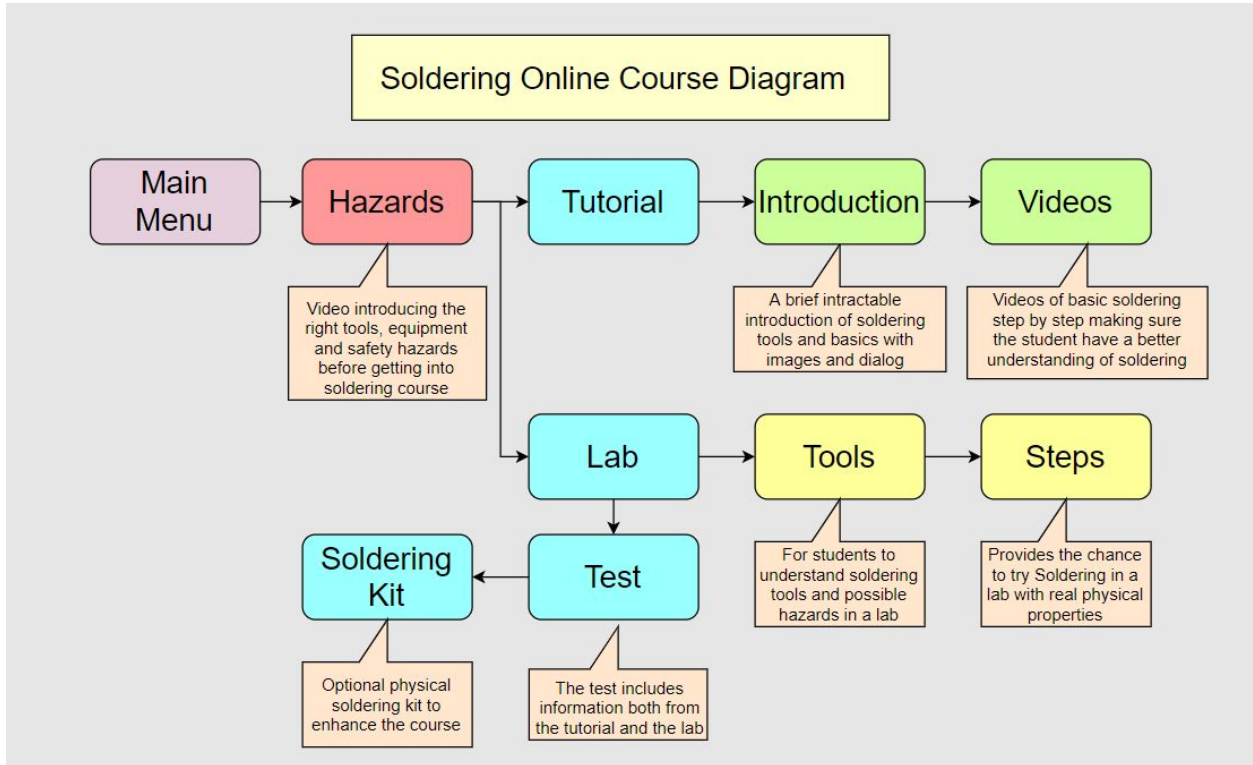 Soldering Online Course Diagram
Main
Menu
Hazards
Tutorial
Introduction
Videos
Video introducing the
right tools, equipment
and safety hazards
before getting into
soldering course
A brief intractable
introduction of soldering
tools and basics with
images and dialog
Videos of basic soldering
step by step making sure
the student have a better
understanding of soldering
Lab
Tools
Steps
Soldering
Kit
Test
For students to
understand soldering
tools and possible
hazards in a lab
Provides the chance
to try Soldering in a
lab with real physical
properties
Optional physical
soldering kit to
enhance the course
The test includes
information both from
the tutorial and the lab